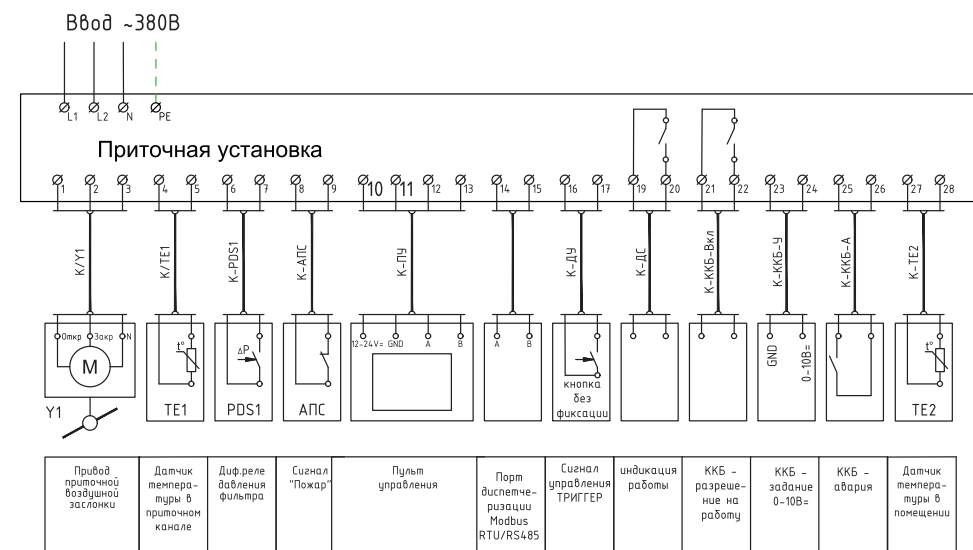 Ввод ~380В
L1 L2 N PE
Приточная установка
1 2 3 4 5 6 7 8 9 10 11 12 13 14 15 16 17 19 20 21 22 23 24 25 26 27 28
К/Y1
К/ТЕ1
К-PDS1
К-АПС
К-ПУ
К-ДУ
К-ДС
К-ККБ-Вкл
К-ККБ-У
К-ККБ-А
К-ТЕ2
Откр Закр N
М
Y1
t°
ТЕ1
ΔP
PDS1
АПС
12-24V= GND A B
A B
кнопка
без
фиксации
GND
0-10В=
t°
ТЕ2
Привод
приточной
воздушной
заслонки
Датчик
темпера-
туры в
приточном
канале
Диф.реле
давления
фильтра
Сигнал
"Пожар"
Пульт
управления
Порт
диспетче-
ризации
Modbus
RTU/RS485
Сигнал
управления
ТРИГГЕР
индикация
работы
ККБ -
разреше-
ние на
работу
ККБ -
задание
0-10В=
ККБ -
авария
Датчик
темпера-
туры в
помещении